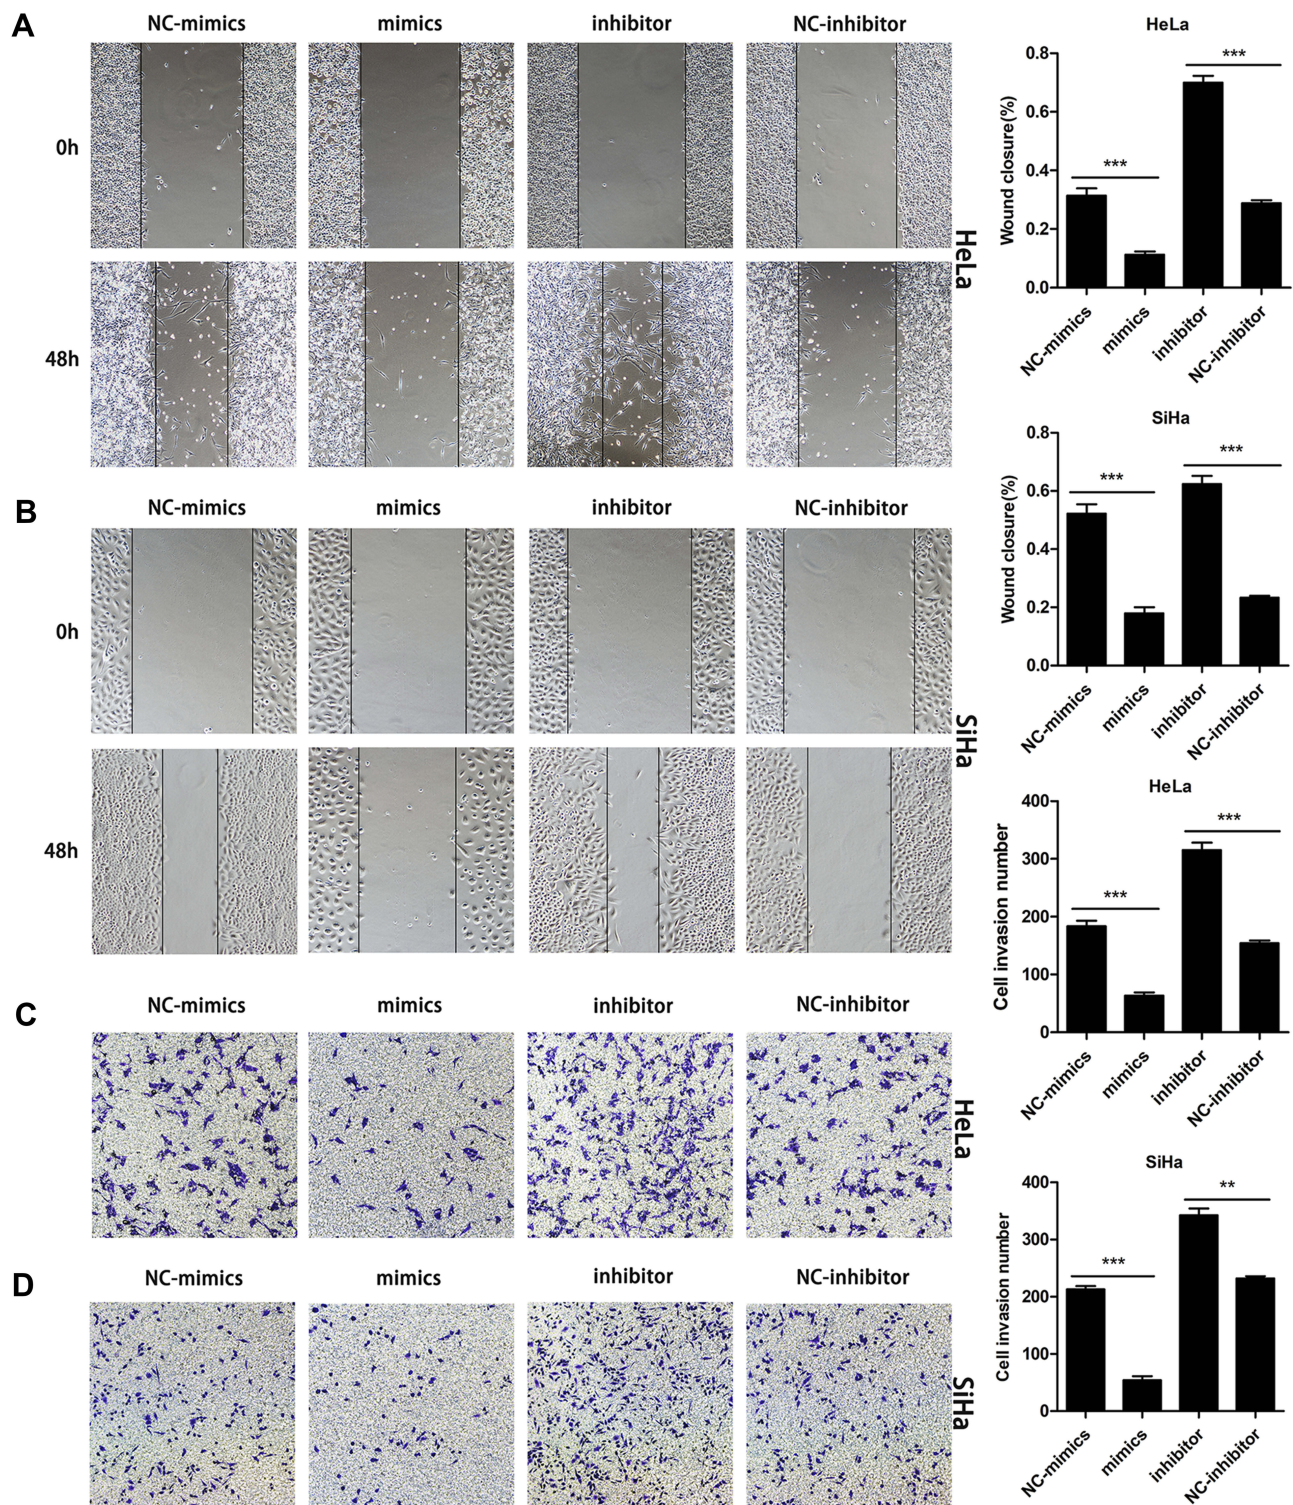 A
NC-mimics mimics inhibitor NC-inhibitor
0h
48h
HeLa
HeLa
Wound closure(%)
0.8
0.6
0.4
0.2
0.0
***
***
NC-mimics mimics inhibitor NC-inhibitor
B
NC-mimics mimics inhibitor NC-inhibitor
0h
48h
SiHa
SiHa
Wound closure(%)
0.8
0.6
0.4
0.2
0.0
***
***
NC-mimics mimics inhibitor NC-inhibitor
C
NC-mimics mimics inhibitor NC-inhibitor
HeLa
HeLa
Cell invasion number
400
300
200
100
0
***
***
NC-mimics mimics inhibitor NC-inhibitor
D
NC-mimics mimics inhibitor NC-inhibitor
SiHa
SiHa
Cell invasion number
400
300
200
100
0
***
**
NC-mimics mimics inhibitor NC-inhibitor